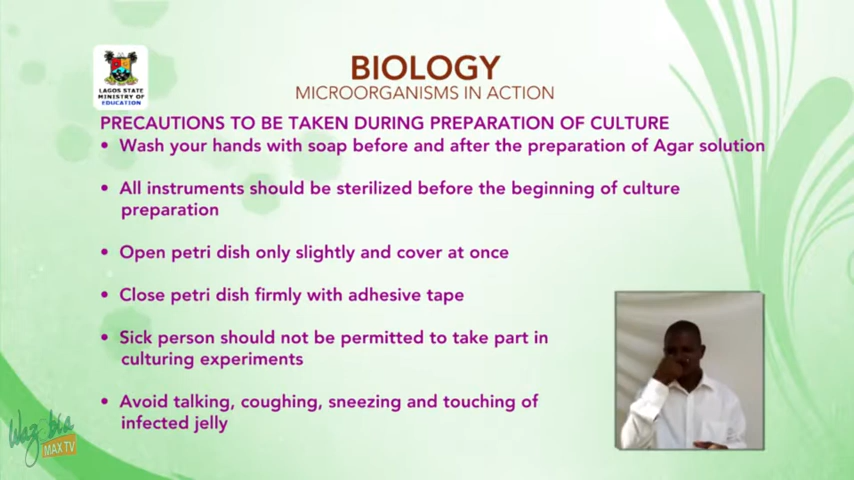 LAGOS STATE
MINISTRY OF
EDUCATION
BIOLOGY
MICROORGANISMS IN ACTION
PRECAUTIONS TO BE TAKEN DURING PREPARATION OF CULTURE
• Wash your hands with soap before and after the preparation of Agar solution
• All instruments should be sterilized before the beginning of culture
preparation
• Open petri dish only slightly and cover at once
• Close petri dish firmly with adhesive tape
• Sick person should not be permitted to take part in
culturing experiments
• Avoid talking, coughing, sneezing and touching of
infected jelly
Wazobia
MAX TV